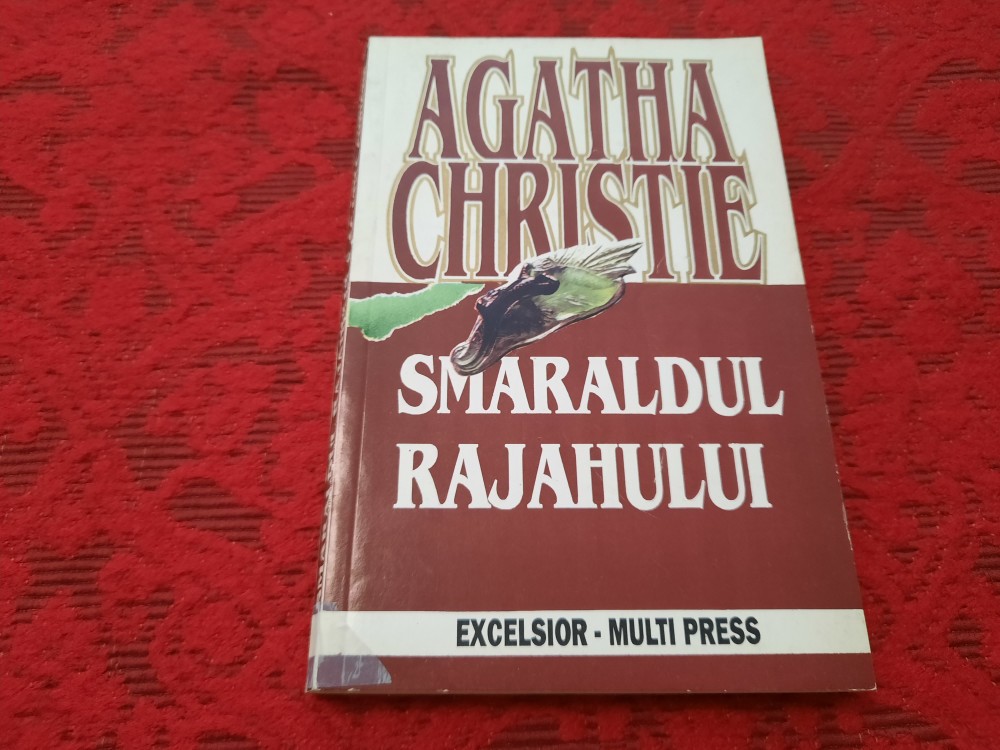 AGATHA
CHRISTIE
SMARALDUL
RAJAHULUI
EXCELSIOR - MULTI PRESS